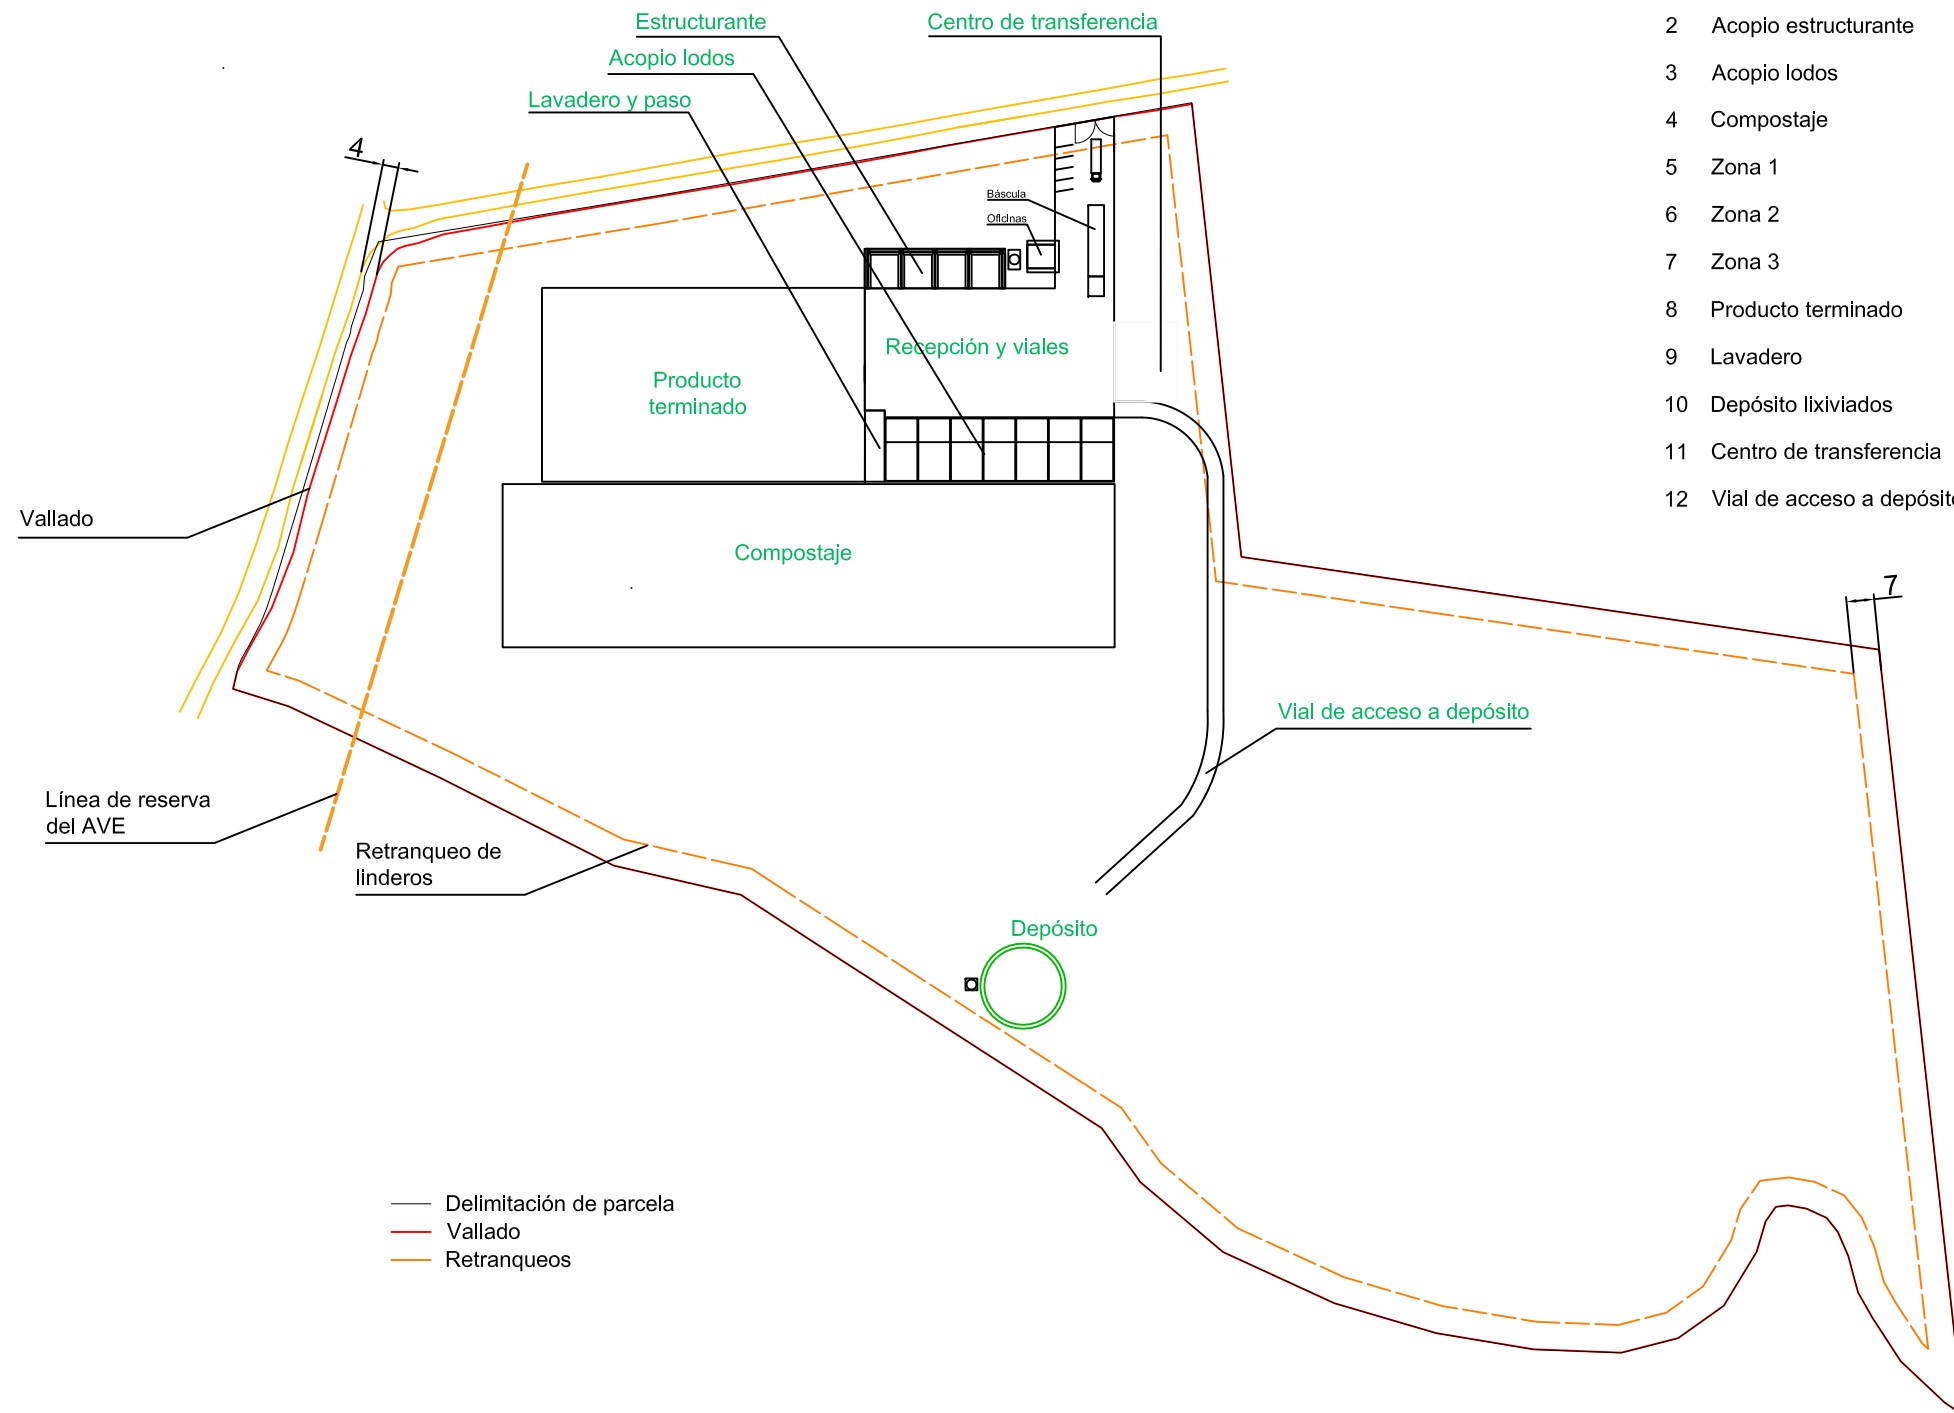 Estructurante
Centro de transferencia
Acopio lodos
Lavadero y paso
4
Báscula
Oficinas
Recepción y viales
Producto
terminado
Compostaje
Vallado
Línea de reserva
del AVE
Retranqueo de
linderos
Vial de acceso a depósito
Depósito
7
2 Acopio estructurante
3 Acopio lodos
4 Compostaje
5 Zona 1
6 Zona 2
7 Zona 3
8 Producto terminado
9 Lavadero
10 Depósito lixiviados
11 Centro de transferencia
12 Vial de acceso a depósito
Delimitación de parcela
Vallado
Retranqueos